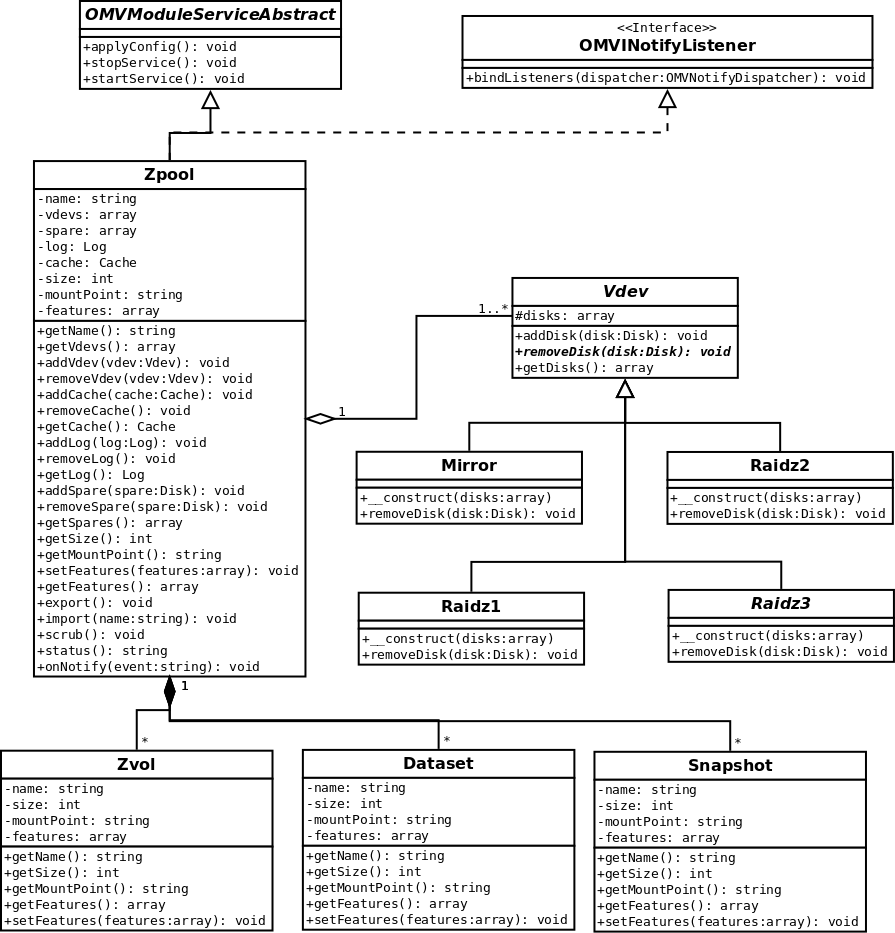 OMVModuleServiceAbstract
+applyConfig(): void
+stopService(): void
+startService(): void
<<Interface>>
OMVINotifyListener
+bindListeners(dispatcher:OMVNotifyDispatcher): void
Zpool
-name: string
-vdevs: array
-spare: array
-log: Log
-cache: Cache
-size: int
-mountPoint: string
-features: array
+getName(): string
+getVdevs(): array
+addVdev(vdev:Vdev): void
+removeVdev(vdev:Vdev): void
+addCache(cache:Cache): void
+removeCache(): void
+getCache(): Cache
+addLog(log:Log): void
+removeLog(): void
+getLog(): Log
+addSpare(spare:Disk): void
+removeSpare(spare:Disk): void
+getSpares(): array
+getSize(): int
+getMountPoint(): string
+setFeatures(features:array): void
+getFeatures(): array
+export(): void
+import(name:string): void
+scrub(): void
+status(): string
+onNotify(event:string): void
1
1..*
Vdev
#disks: array
+addDisk(disk:Disk): void
+removeDisk(disk:Disk): void
+getDisks(): array
Mirror
+__construct(disks:array)
+removeDisk(disk:Disk): void
Raidz2
+__construct(disks:array)
+removeDisk(disk:Disk): void
Raidz1
+__construct(disks:array)
+removeDisk(disk:Disk): void
Raidz3
+__construct(disks:array)
+removeDisk(disk:Disk): void
1
*
*
*
Zvol
-name: string
-size: int
-mountPoint: string
-features: array
+getName(): string
+getSize(): int
+getMountPoint(): string
+getFeatures(): array
+setFeatures(features:array): void
Dataset
-name: string
-size: int
-mountPoint: string
-features: array
+getName(): string
+getSize(): int
+getMountPoint(): string
+getFeatures(): array
+setFeatures(features:array): void
Snapshot
-name: string
-size: int
-mountPoint: string
-features: array
+getName(): string
+getSize(): int
+getMountPoint(): string
+getFeatures(): array
+setFeatures(features:array): void